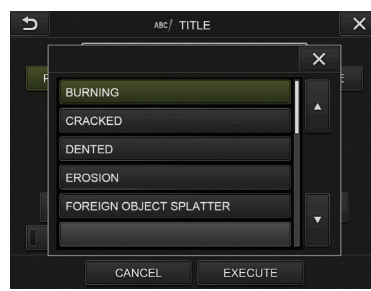 ABC/ TITLE
BURNING
CRACKED
DENTED
EROSION
FOREIGN OBJECT SPLATTER
CANCEL EXECUTE